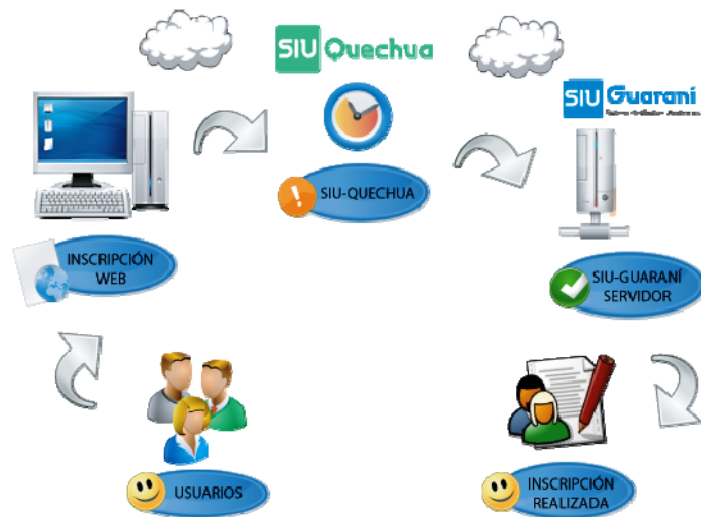 SIU Quechua
SIU Guaraní
SIU-QUECHUA
INSCRIPCIÓN
WEB
SIU-GUARANÍ
SERVIDOR
USUARIOS
INSCRIPCIÓN
REALIZADA